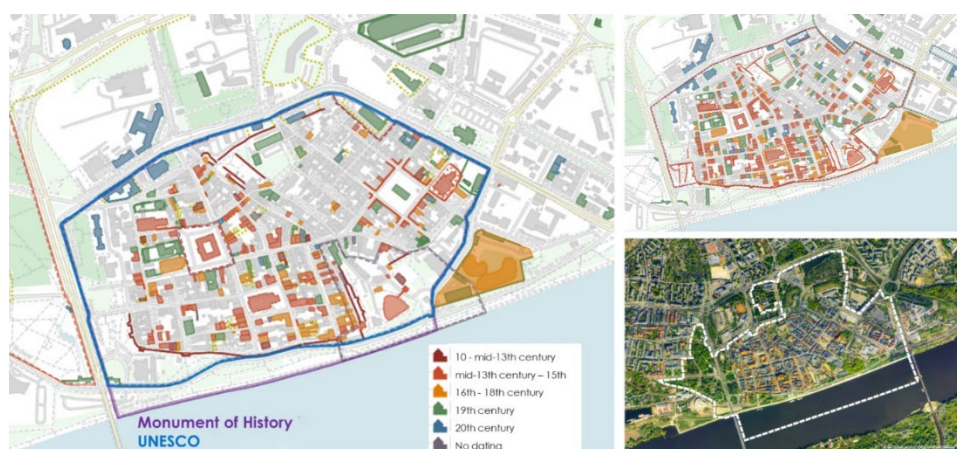 10 - mid-13th century
mid-13th century – 15th
16th - 18th century
19th century
20th century
No dating
Monument of History
UNESCO